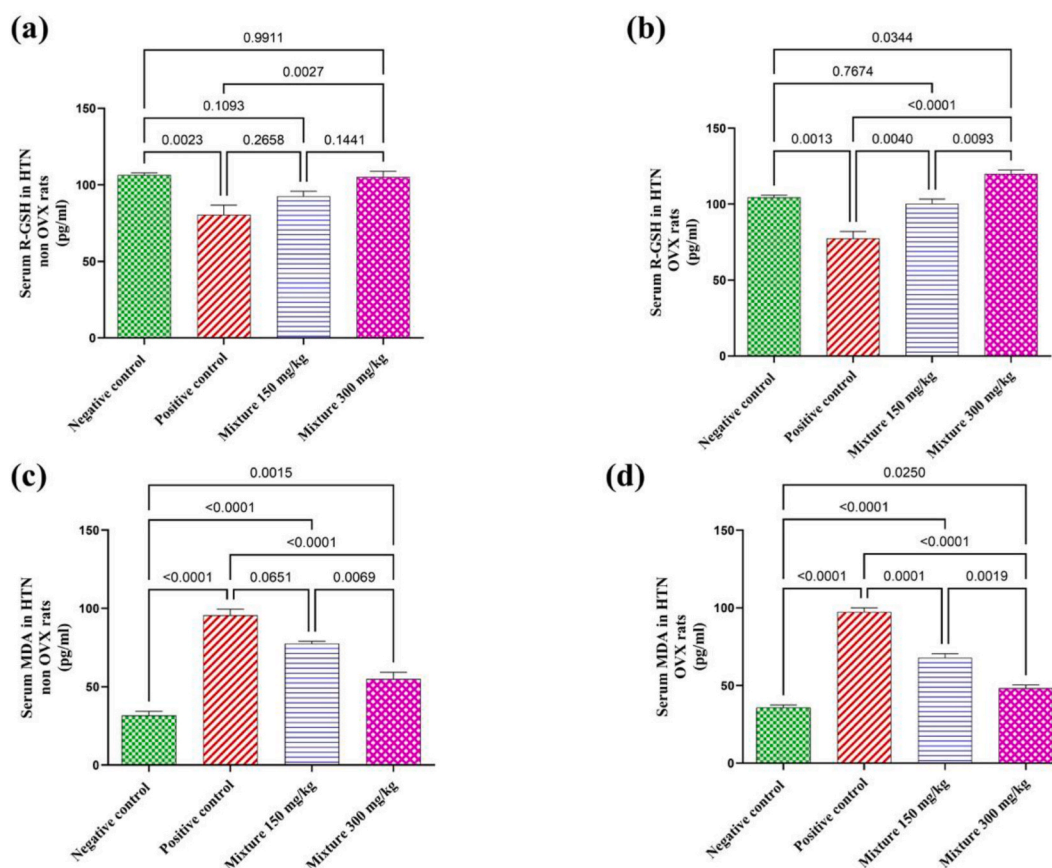 (a)
0.9911
0.0027
0.1093
0.0023 0.2658 0.1441
150
100
50
0
Serum R-GSH in HTN
non OVX rats
(pg/ml)
Negative control
Positive control
Mixture 150 mg/kg
Mixture 300 mg/kg
(b)
0.0344
0.7674
<0.0001
0.0013 0.0040 0.0093
150
100
50
0
Serum R-GSH in HTN
OVX rats
(pg/ml)
Negative control
Positive control
Mixture 150 mg/kg
Mixture 300 mg/kg
(c)
0.0015
<0.0001
<0.0001
<0.0001 0.0651 0.0069
150
100
50
0
Serum MDA in HTN
non OVX rats
(pg/ml)
Negative control
Positive control
Mixture 150 mg/kg
Mixture 300 mg/kg
(d)
0.0250
<0.0001
<0.0001
<0.0001 0.0001 0.0019
150
100
50
0
Serum MDA in HTN
OVX rats
(pg/ml)
Negative control
Positive control
Mixture 150 mg/kg
Mixture 300 mg/kg